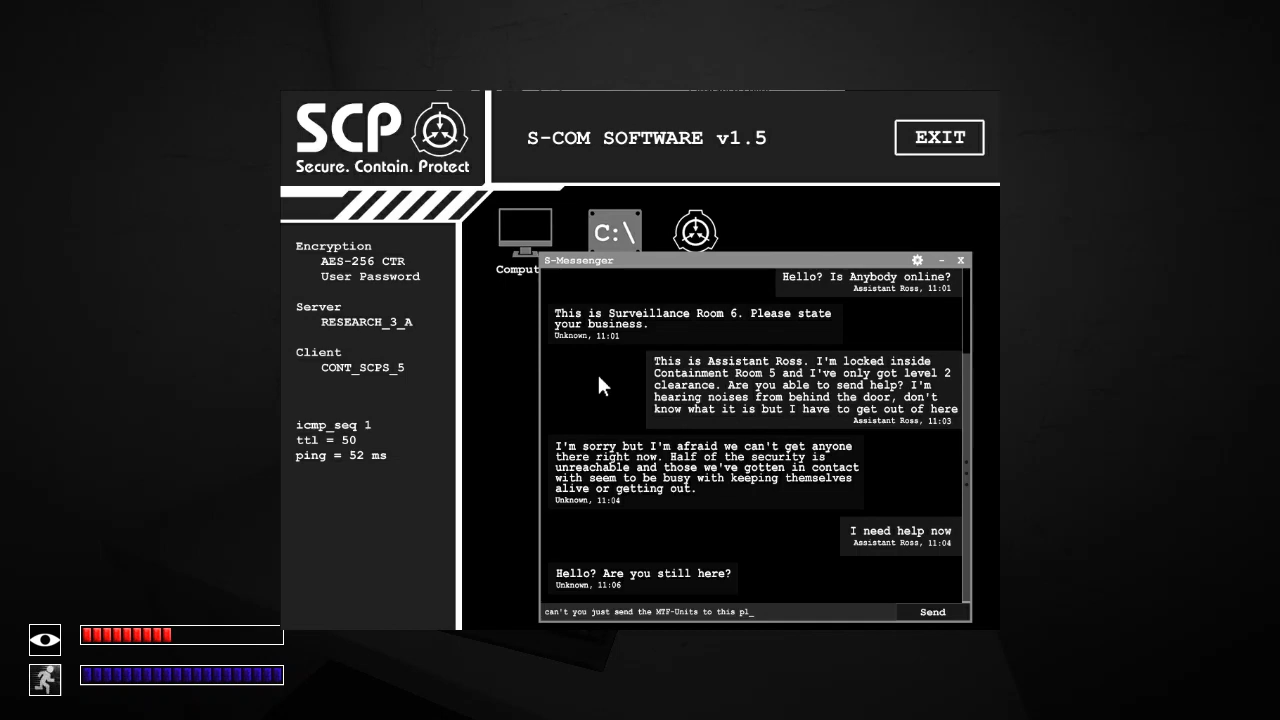 SCP
Secure. Contain. Protect
S-COM SOFTWARE v1.5
EXIT
Encryption
AES-256 CTR
User Password
Server
RESEARCH_3_A
Client
CONT_SCPS_5
icmp_seq 1
ttl = 50
ping = 52 ms
C:\
Comput
S-Messenger
- X
Hello? Is Anybody online?
Assistant Ross, 11:01
This is Surveillance Room 6. Please state
your business.
Unknown, 11:01
This is Assistant Ross. I'm locked inside
Containment Room 5 and I've only got level 2
clearance. Are you able to send help? I'm
hearing noises from behind the door, don't
know what it is but I have to get out of here
Assistant Ross, 11:03
I'm sorry but I'm afraid we can't get anyone
there right now. Half of the security is
unreachable and those we've gotten in contact
with seem to be busy with keeping themselves
alive or getting out.
Unknown, 11:04
I need help now
Assistant Ross, 11:04
Hello? Are you still here?
Unknown, 11:06
can't you just send the MTF-Units to this pl_
Send